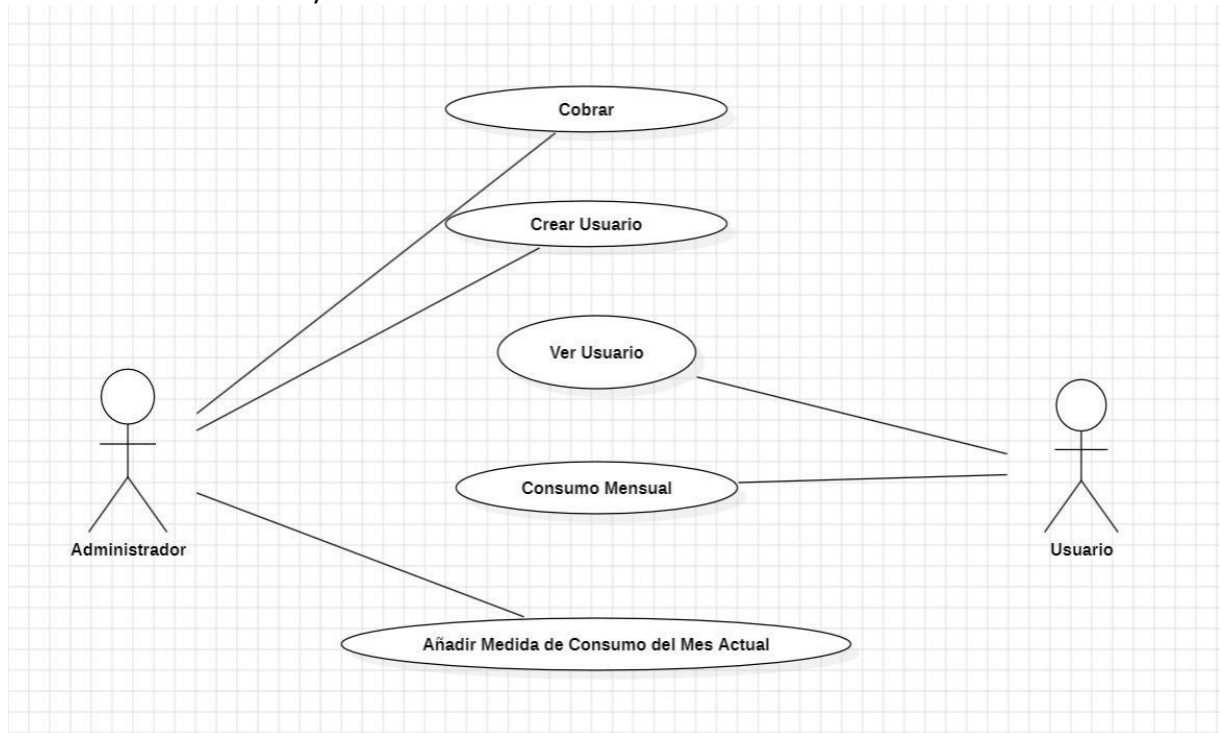 Cobrar
Crear Usuario
Ver Usuario
Consumo Mensual
Administrador
Usuario
Añadir Medida de Consumo del Mes Actual